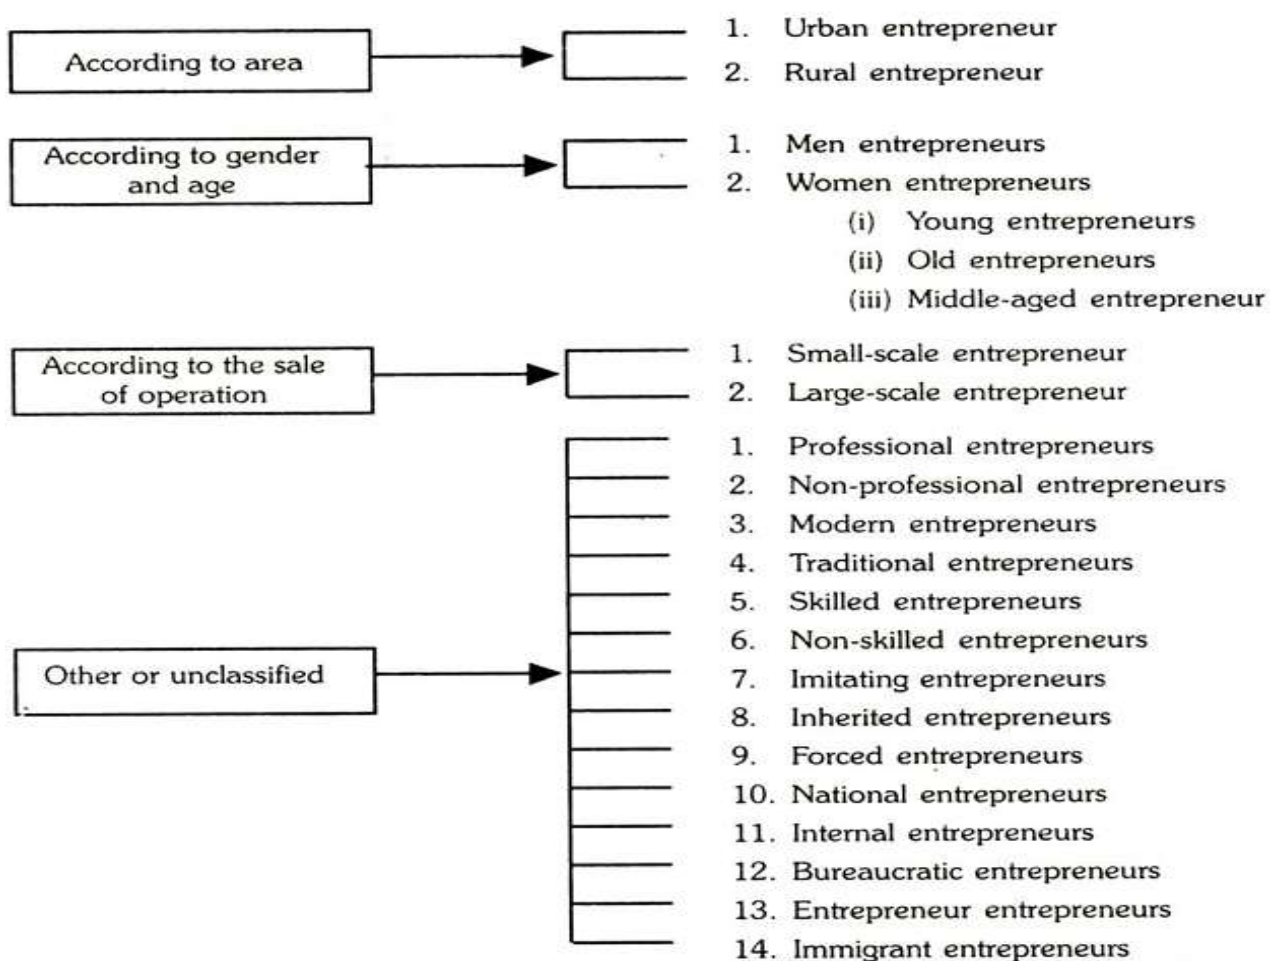 According to area
1. Urban entrepreneur
2. Rural entrepreneur
According to gender
and age
1. Men entrepreneurs
2. Women entrepreneurs
(i) Young entrepreneurs
(ii) Old entrepreneurs
(iii) Middle-aged entrepreneur
According to the sale
of operation
1. Small-scale entrepreneur
2. Large-scale entrepreneur
Other or unclassified
1. Professional entrepreneurs
2. Non-professional entrepreneurs
3. Modern entrepreneurs
4. Traditional entrepreneurs
5. Skilled entrepreneurs
6. Non-skilled entrepreneurs
7. Imitating entrepreneurs
8. Inherited entrepreneurs
9. Forced entrepreneurs
10. National entrepreneurs
11. Internal entrepreneurs
12. Bureaucratic entrepreneurs
13. Entrepreneur entrepreneurs
14. Immigrant entrepreneurs